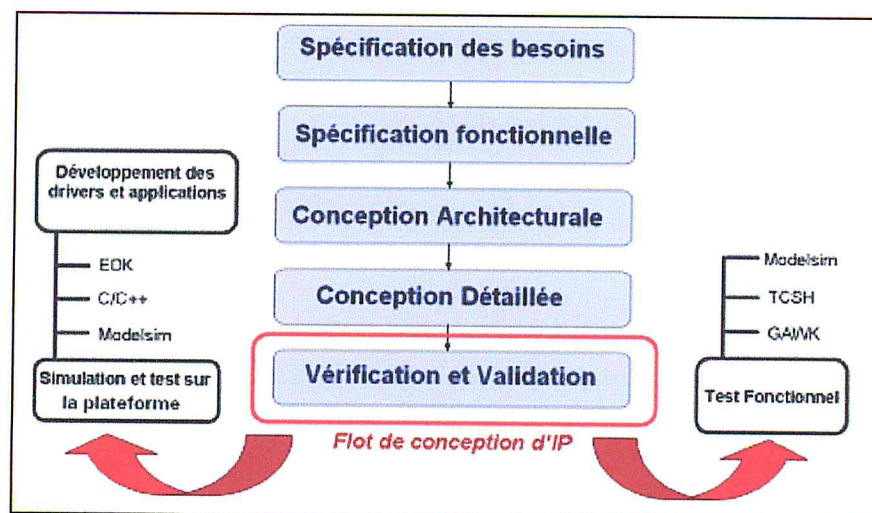 Spécification des besoins
Spécification fonctionnelle
Conception Architecturale
Conception Détaillée
Vérification et Validation
Flot de conception d'IP
Développement des
drivers et applications
EDK
C/C++
Modelsim
Simulation et test sur
la plateforme
Modelsim
TCSH
GAWK
Test Fonctionnel